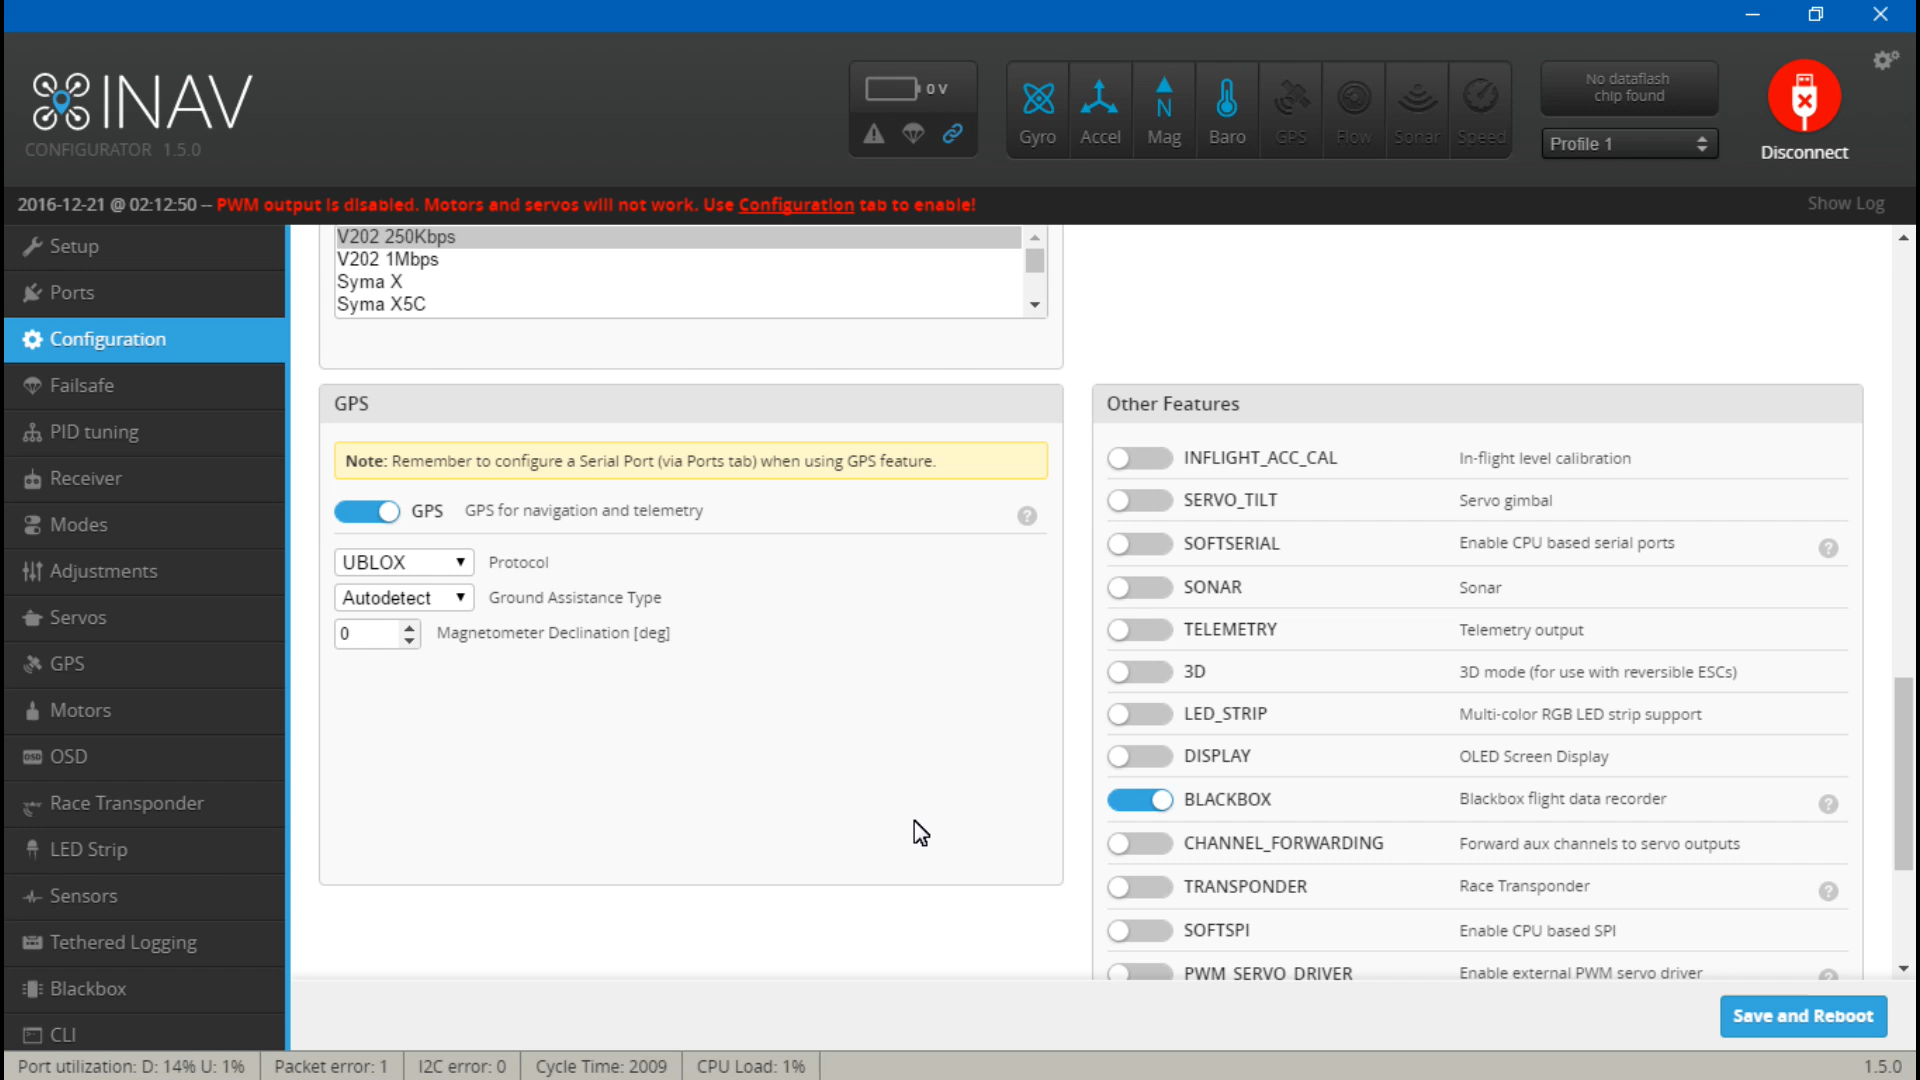 INAV
CONFIGURATOR 1.5.0
0 V
Gyro
Accel
Mag
Baro
GPS
Flow
Sonar
Speed
No dataflash
chip found
Profile 1
Disconnect
2016-12-21 @ 02:12:50 -- PWM output is disabled. Motors and servos will not work. Use Configuration tab to enable!
Show Log
Setup
Ports
Configuration
Failsafe
PID tuning
Receiver
Modes
Adjustments
Servos
GPS
Motors
OSD
Race Transponder
LED Strip
Sensors
Tethered Logging
Blackbox
CLI
V202 250Kbps
V202 1Mbps
Syma X
Syma X5C
GPS
Note: Remember to configure a Serial Port (via Ports tab) when using GPS feature.
GPS GPS for navigation and telemetry
UBLOX Protocol
Autodetect Ground Assistance Type
0 Magnetometer Declination [deg]
Other Features
INFLIGHT_ACC_CAL In-flight level calibration
SERVO_TILT Servo gimbal
SOFTSERIAL Enable CPU based serial ports
SONAR Sonar
TELEMETRY Telemetry output
3D 3D mode (for use with reversible ESCs)
LED_STRIP Multi-color RGB LED strip support
DISPLAY OLED Screen Display
BLACKBOX Blackbox flight data recorder
CHANNEL_FORWARDING Forward aux channels to servo outputs
TRANSPONDER Race Transponder
SOFTSPI Enable CPU based SPI
PWM_SERVO_DRIVER Enable external PWM servo driver
Save and Reboot
Port utilization: D: 14% U: 1% Packet error: 1 I2C error: 0 Cycle Time: 2009 CPU Load: 1% 1.5.0